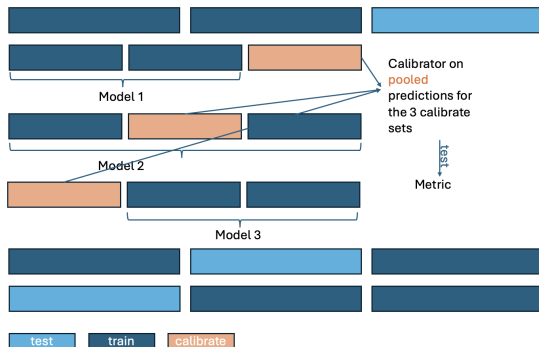 Calibrator on
pooled
predictions for
the 3 calibrate
sets
Model 1
test
Model 2
Metric
Model 3
test
train
calibrate